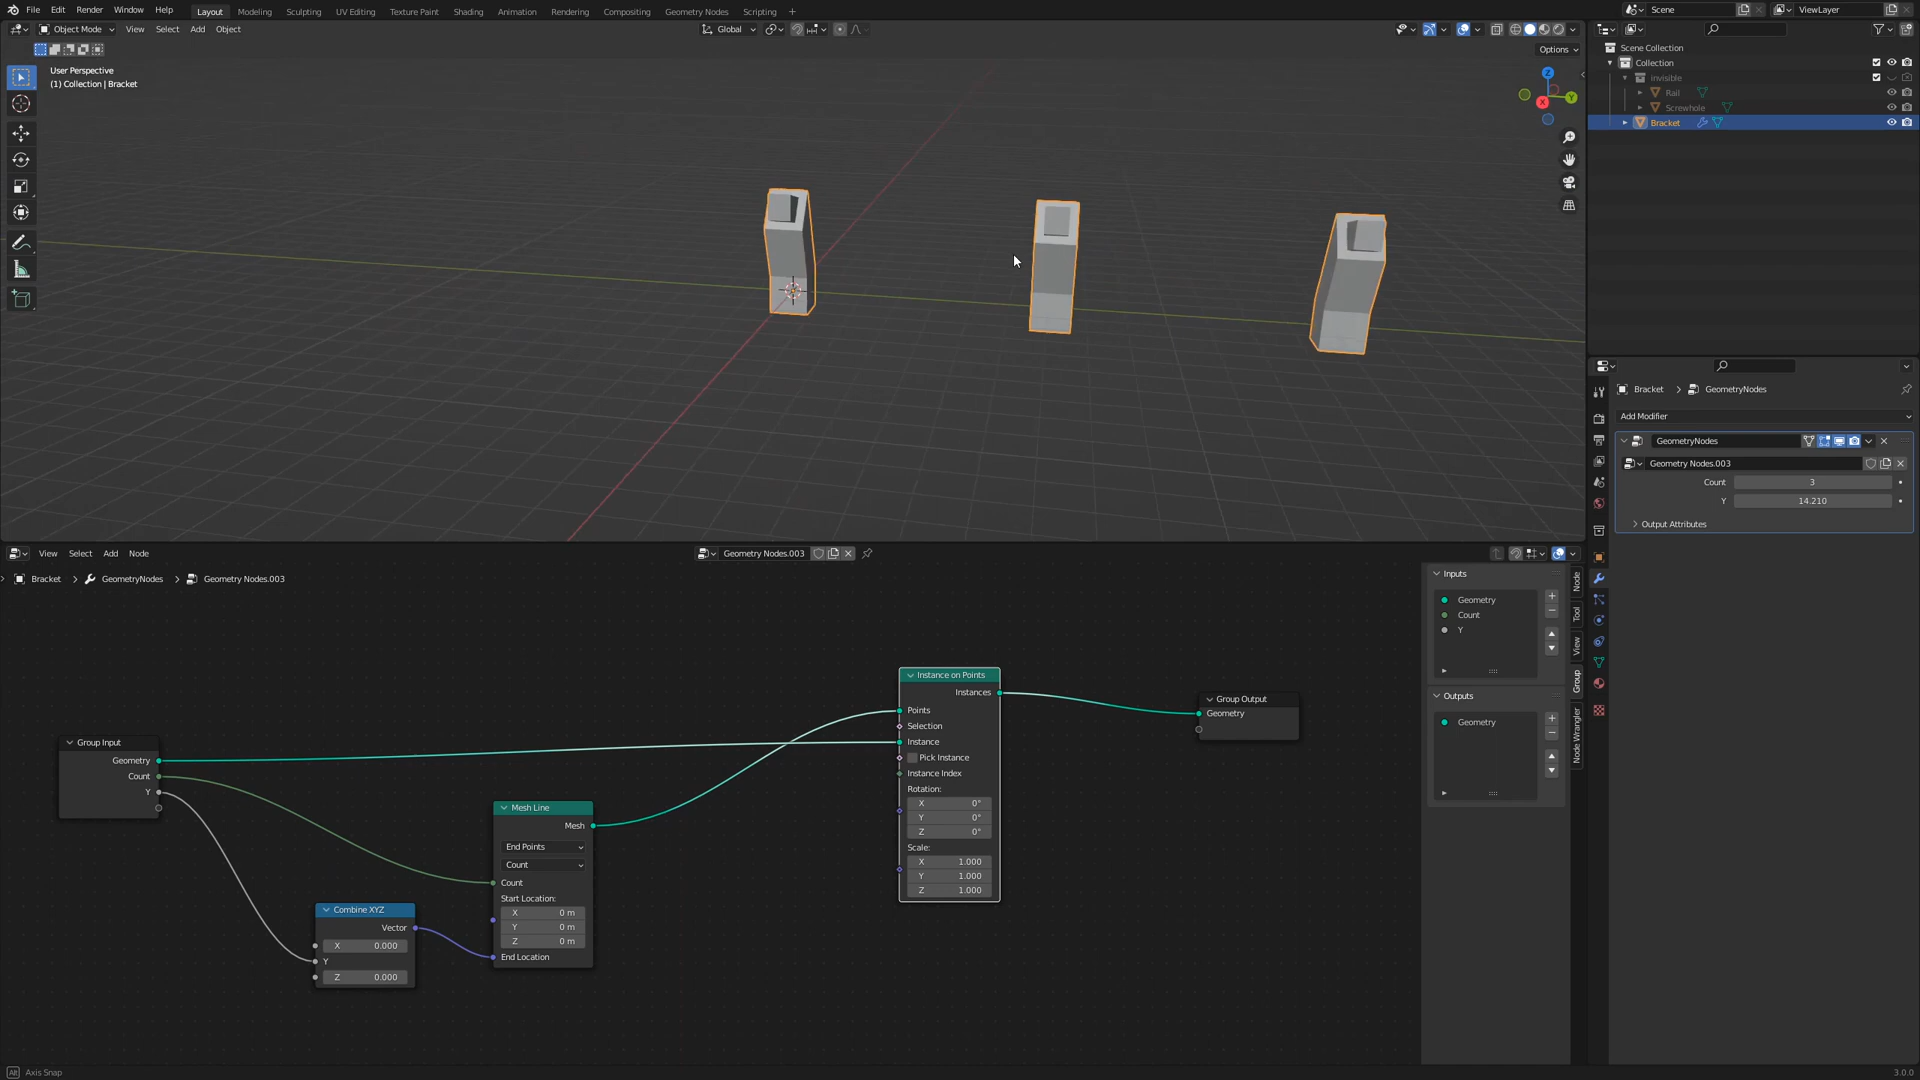 File Edit Render Window Help
Layout Modeling Sculpting UV Editing Texture Paint Shading Animation Rendering Compositing Geometry Nodes Scripting +
Scene
ViewLayer
Object Mode View Select Add Object
Global
Options
User Perspective
(1) Collection | Bracket
Z
Y
X
Scene Collection
Collection
invisible
Rail
Screwhole
Bracket
Bracket > GeometryNodes
Add Modifier
GeometryNodes
Geometry Nodes.003
Count 3
Y 14.210
Output Attributes
View Select Add Node
Geometry Nodes.003
Bracket > GeometryNodes > Geometry Nodes.003
Group Input
Geometry
Count
Y
Combine XYZ
Vector
X 0.000
Y
Z 0.000
Mesh Line
Mesh
End Points
Count
Count
Start Location:
X 0 m
Y 0 m
Z 0 m
End Location
Instance on Points
Instances
Points
Selection
Instance
Pick Instance
Instance Index
Rotation:
X 0°
Y 0°
Z 0°
Scale:
X 1.000
Y 1.000
Z 1.000
Group Output
Geometry
Inputs
Geometry
Count
Y
Outputs
Geometry
Node
Tool
View
Group
Node Wrangler
Alt Axis Snap
3.0.0